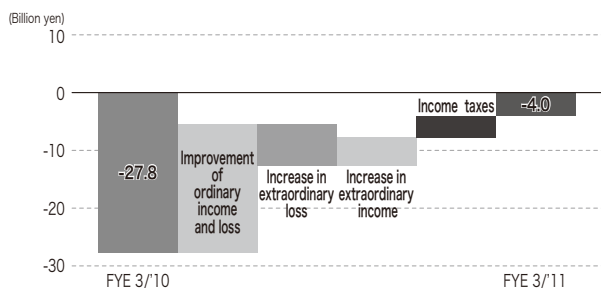 (Billion yen)
10
0
-10
-20
-30
-27.8
Improvement
of
ordinary
income
and loss
Increase in
extraordinary
loss
Increase in
extraordinary
income
Income taxes
-4.0
FYE 3/'10
FYE 3/'11